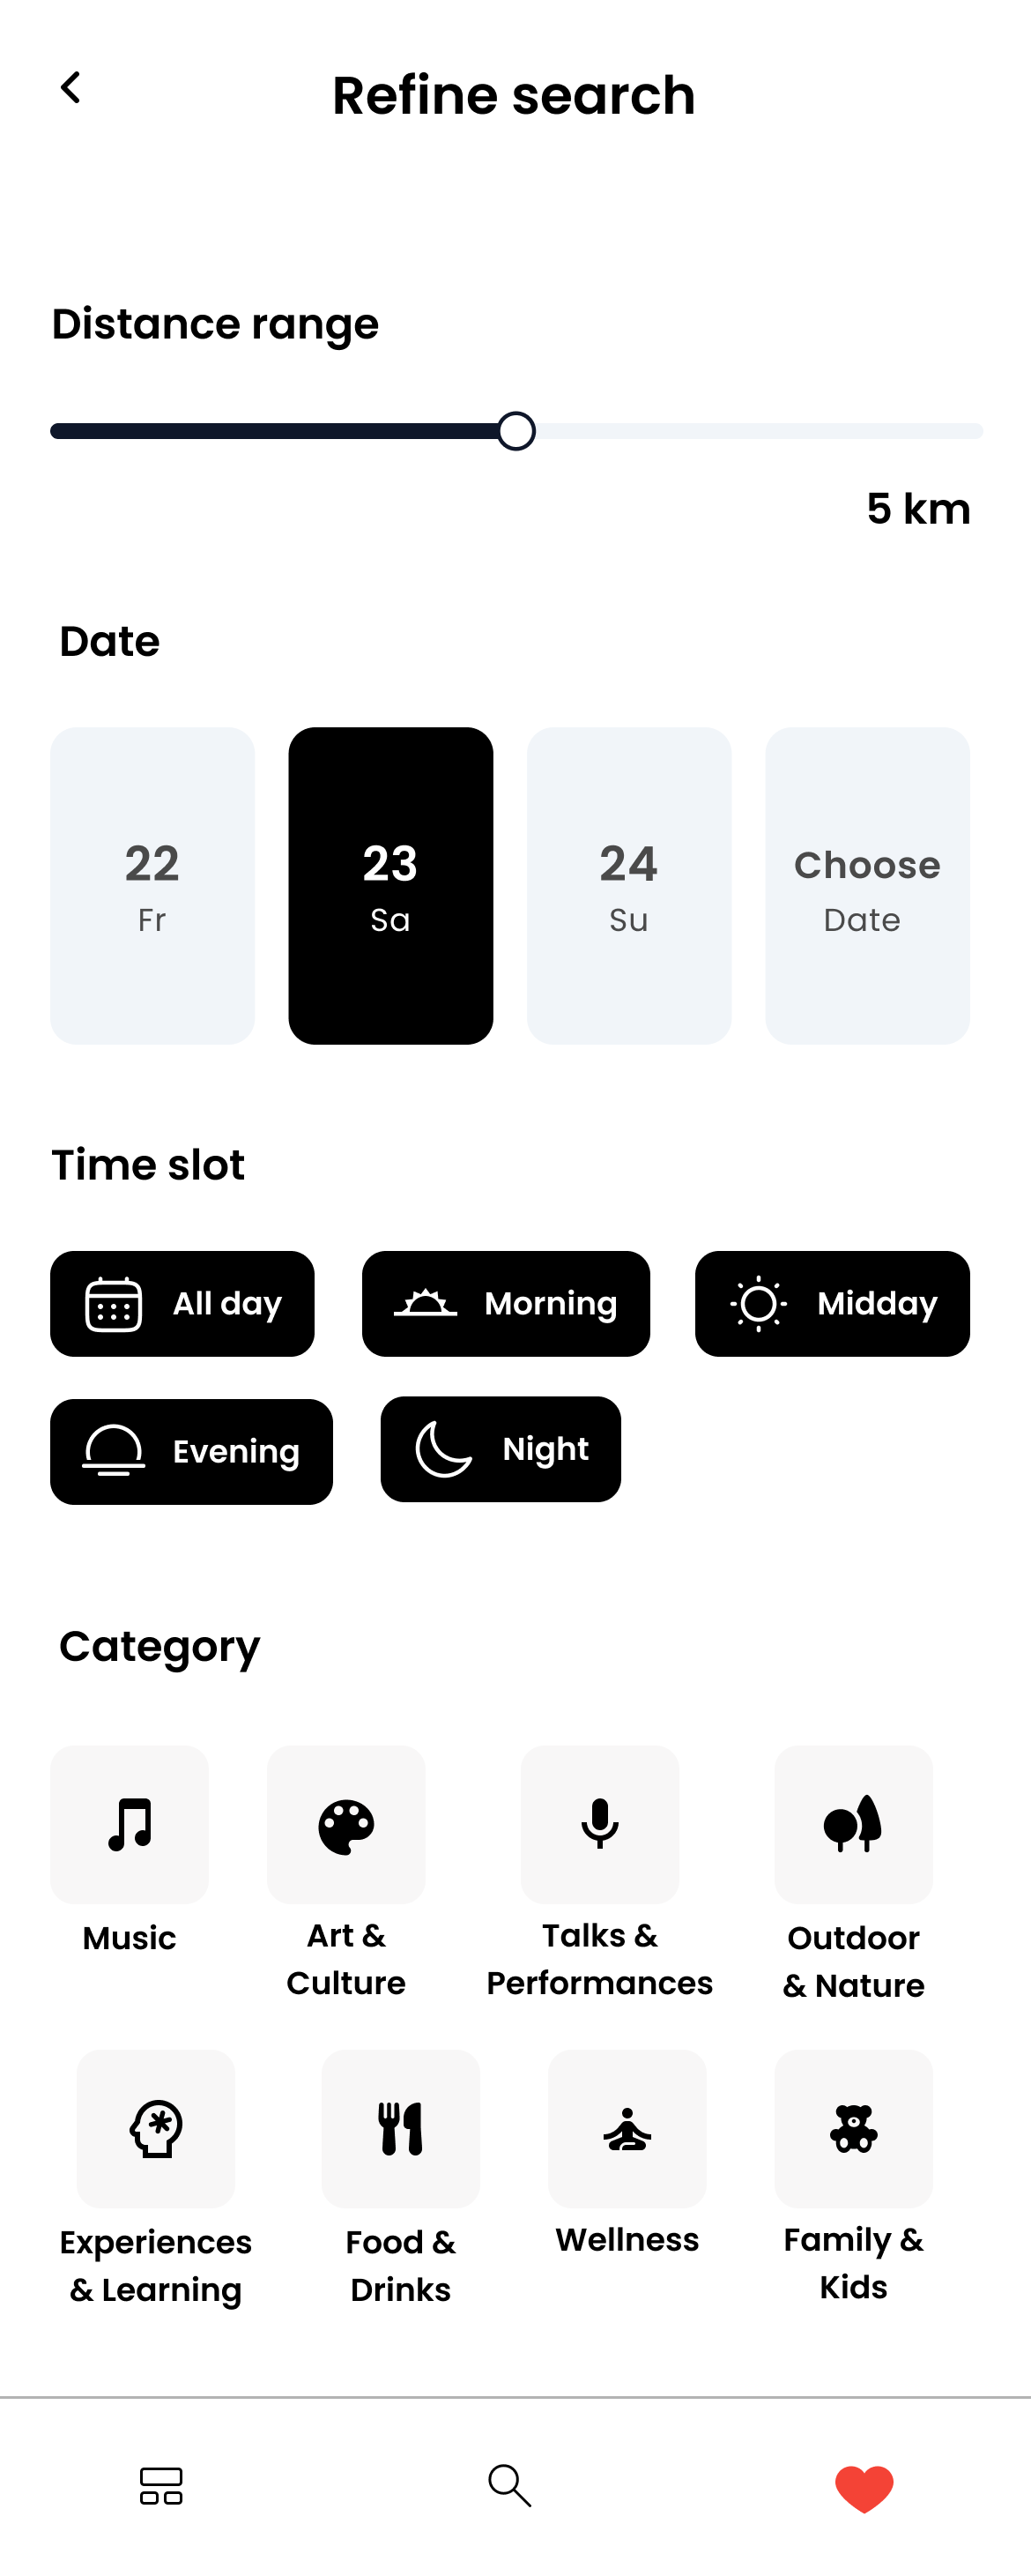 Refine search
Distance range
5 km
Date
22
Fr
23
Sa
24
Su
Choose
Date
Time slot
All day
Morning
Midday
Evening
Night
Category
Music
Art &
Culture
Talks &
Performances
Outdoor
& Nature
Experiences
& Learning
Food &
Drinks
Wellness
Family &
Kids